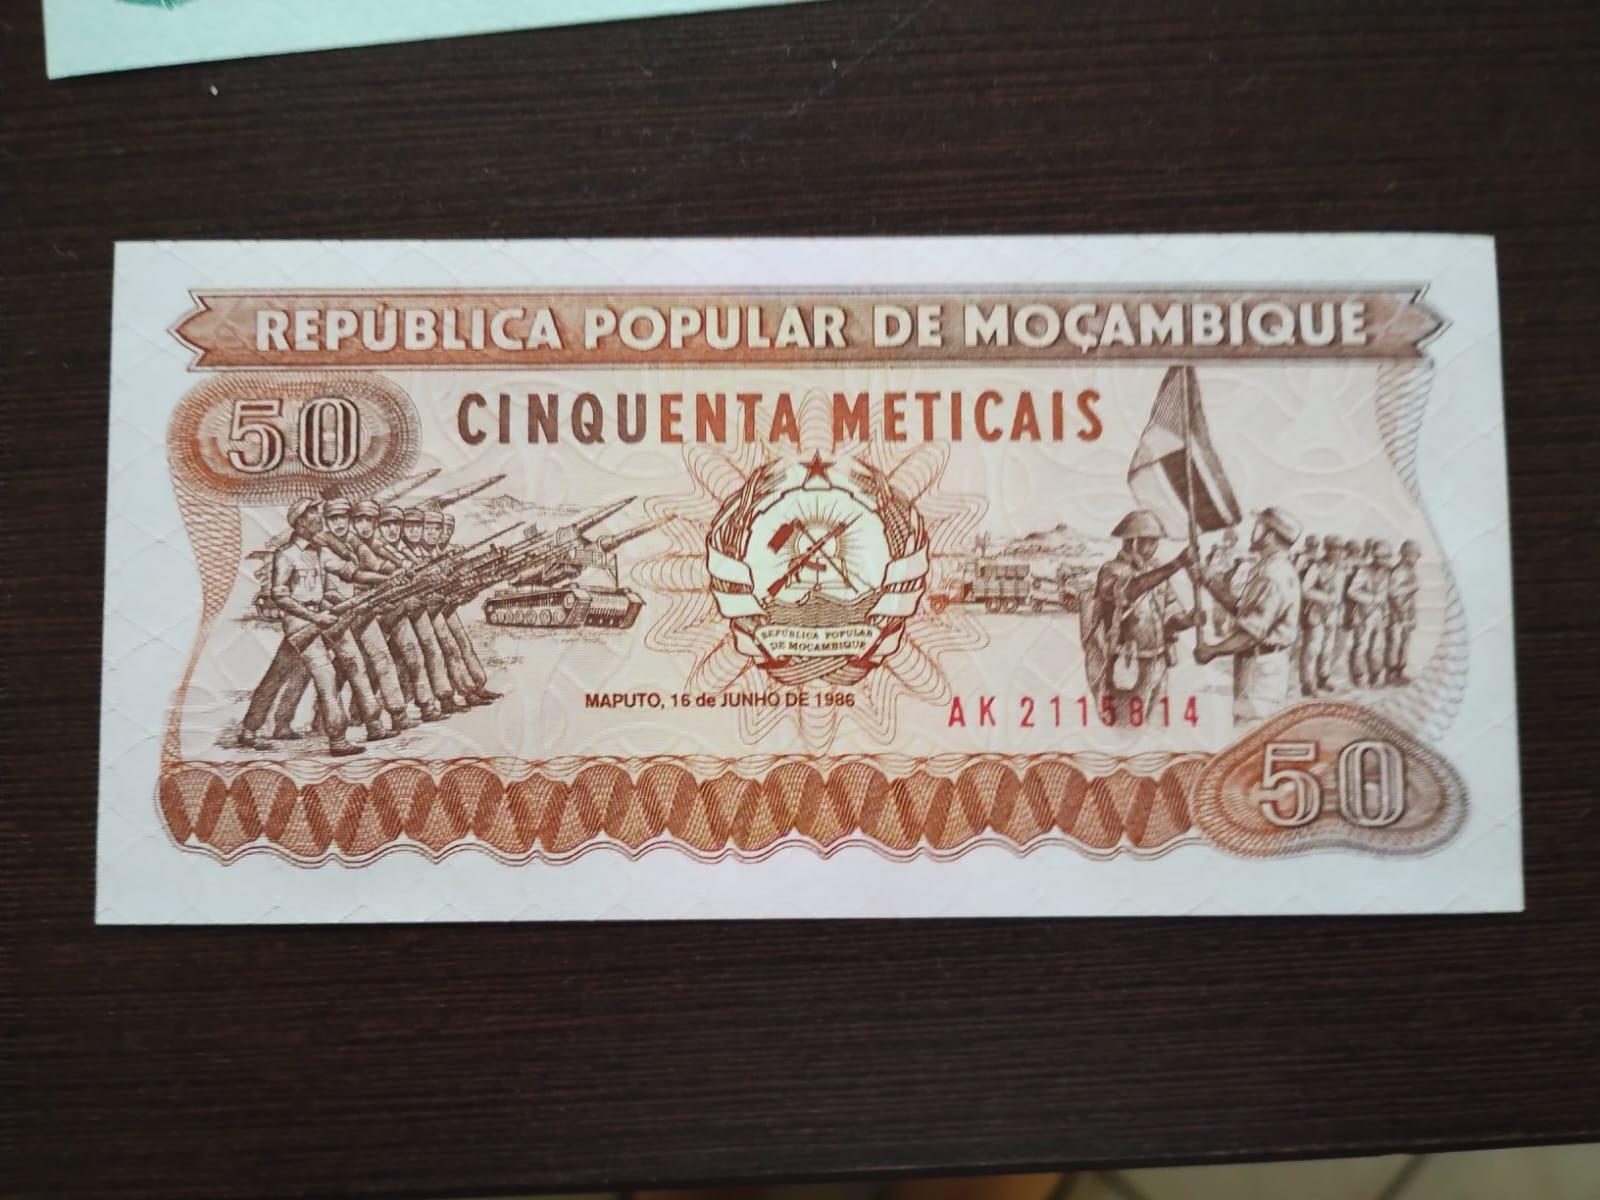 REPÚBLICA POPULAR DE MOÇAMBIQUE
50
CINQUENTA METICAIS
REPÚBLICA POPULAR
DE MOÇAMBIQUE
MAPUTO, 16 de JUNHO DE 1986
AK 2115814
50